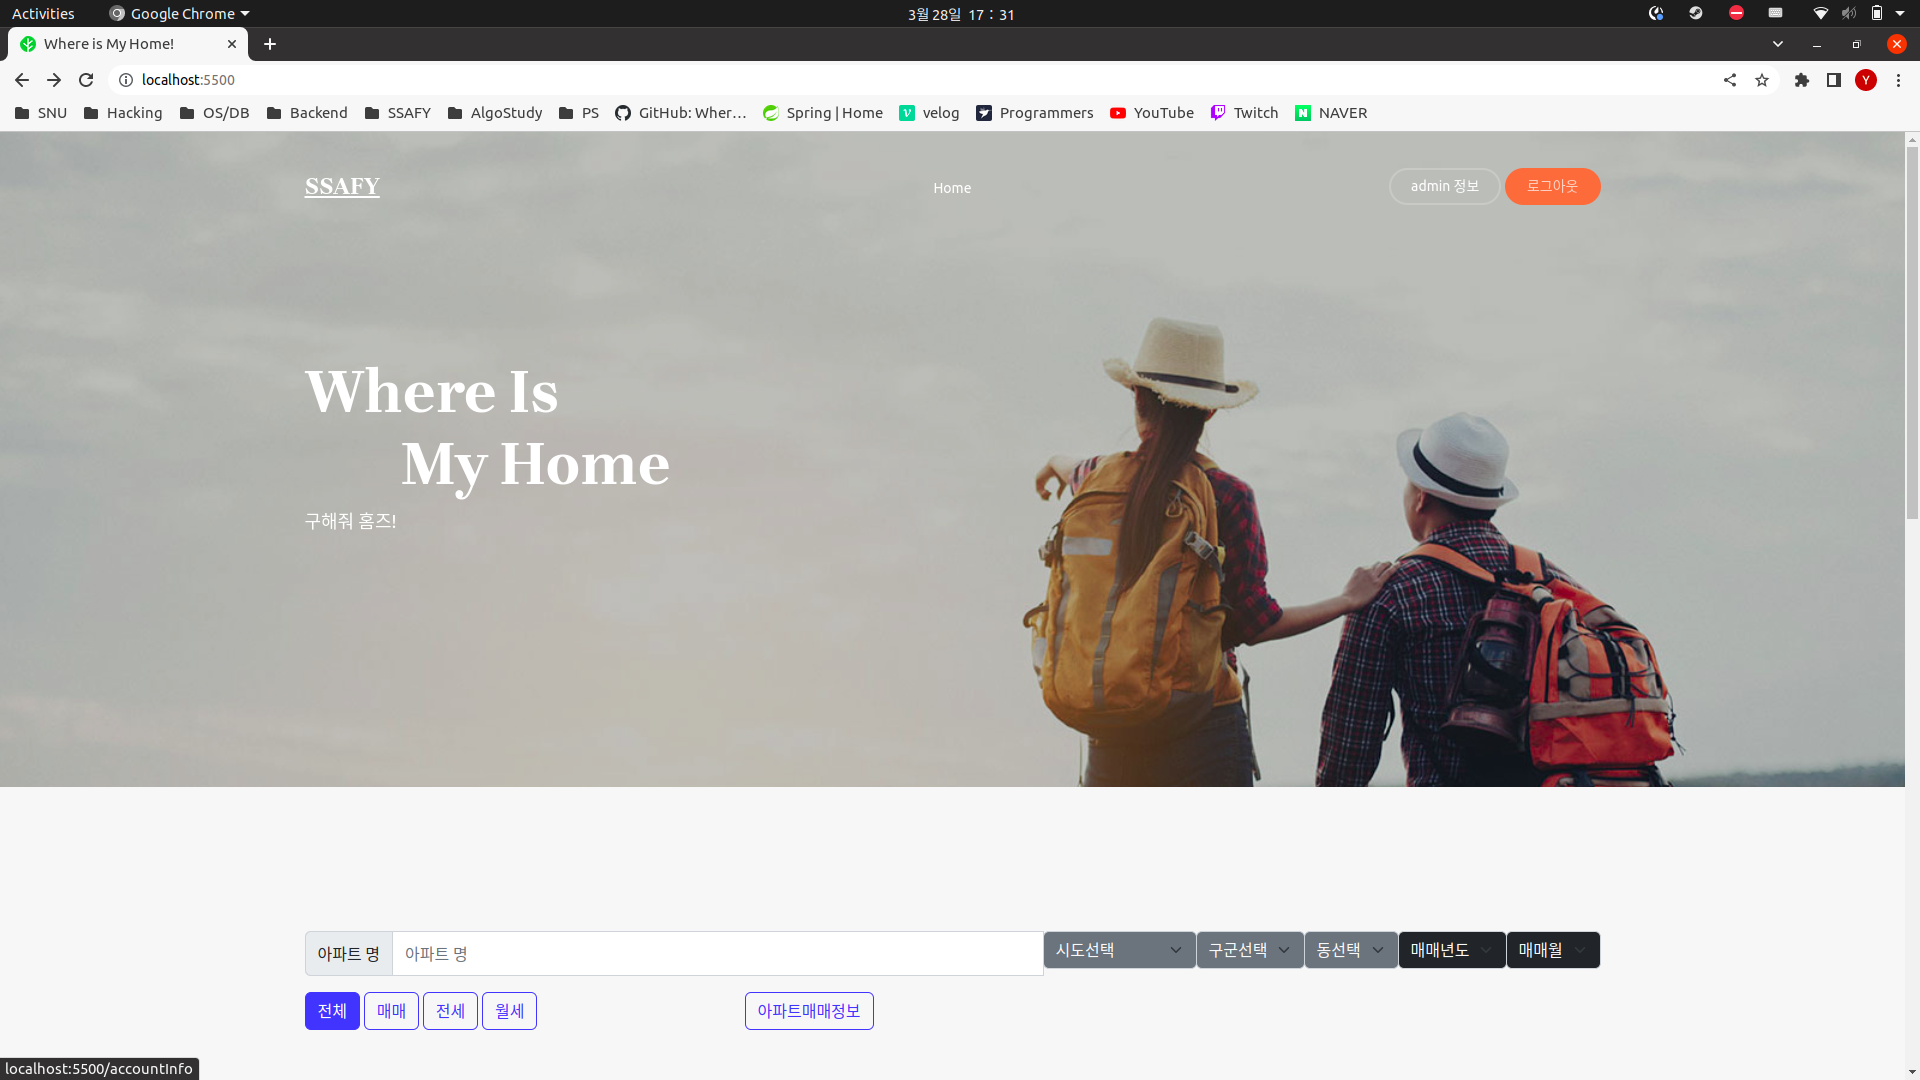 Activities
Google Chrome
3월 28일 17 : 31
Where is My Home!
localhost:5500
Y
SNU
Hacking
OS/DB
Backend
SSAFY
AlgoStudy
PS
GitHub: Wher...
Spring | Home
velog
Programmers
YouTube
Twitch
NAVER
SSAFY
Home
admin 정보
로그아웃
Where Is
My Home
구해줘 홈즈!
아파트 명
아파트 명
시도선택
구군선택
동선택
매매년도
매매월
전체
매매
전세
월세
아파트매매정보
localhost:5500/accountInfo